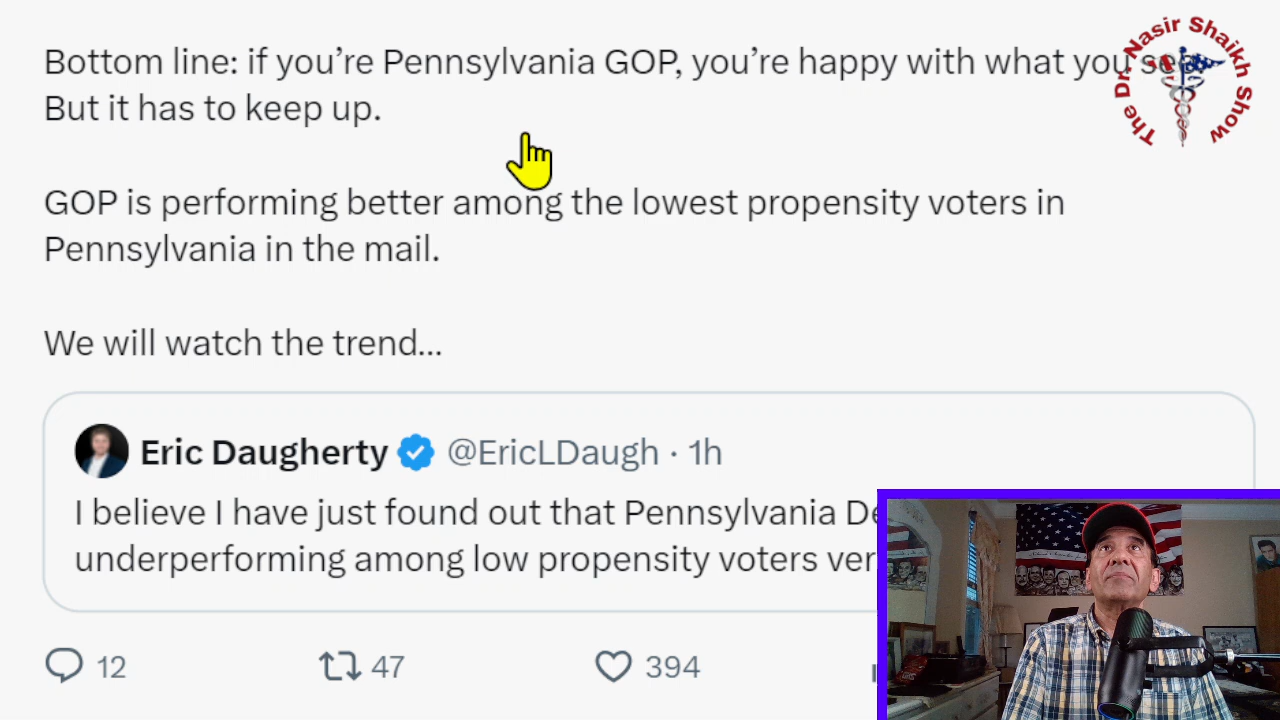 Bottom line: if you're Pennsylvania GOP, you're happy with what you
But it has to keep up.
GOP is performing better among the lowest propensity voters in
Pennsylvania in the mail.
We will watch the trend...
Eric Daugherty @EricLDaugh · 1h
I believe I have just found out that Pennsylvania
underperforming among low propensity voters
12 47 394
The Dr. Nasir Shaikh Show